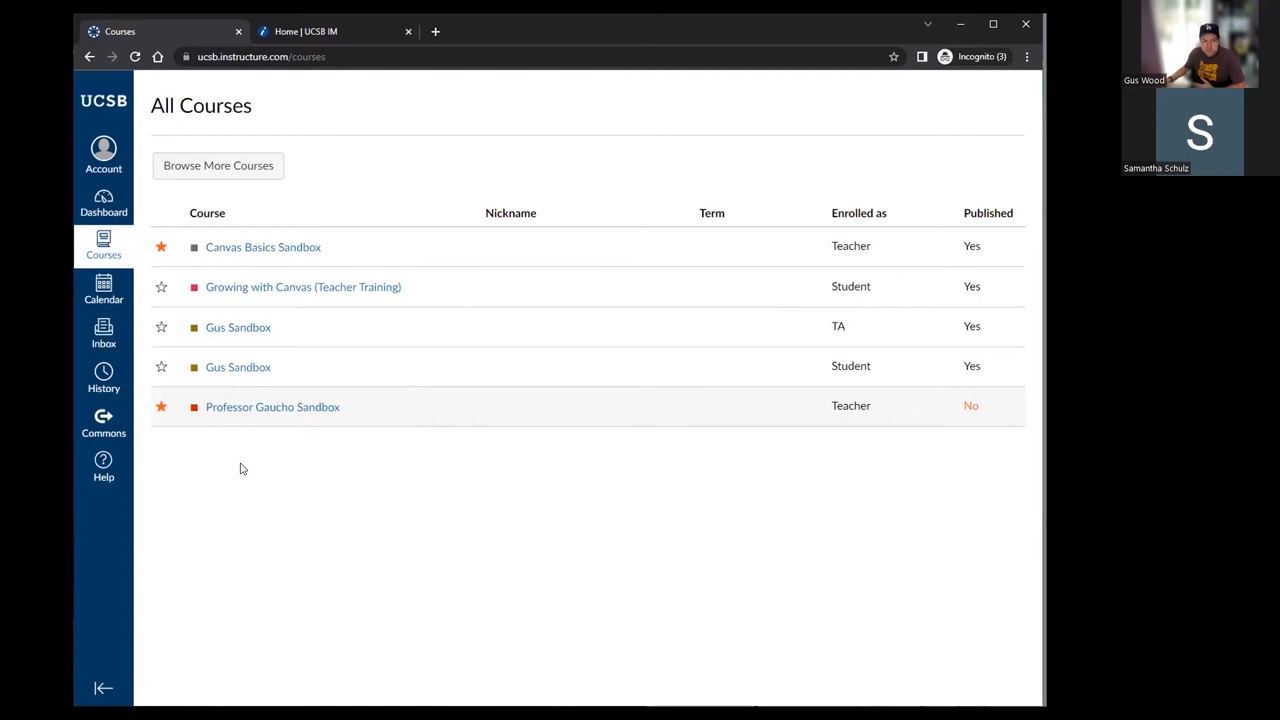 Courses
Home | UCSB IM
ucsb.instructure.com/courses
Incognito (3)
UCSB
Account
Dashboard
Courses
Calendar
Inbox
History
Commons
Help
All Courses
Browse More Courses
Course Nickname Term Enrolled as Published
Canvas Basics Sandbox Teacher Yes
Growing with Canvas (Teacher Training) Student Yes
Gus Sandbox TA Yes
Gus Sandbox Student Yes
Professor Gaucho Sandbox Teacher No
Gus Wood
S
Samantha Schulz